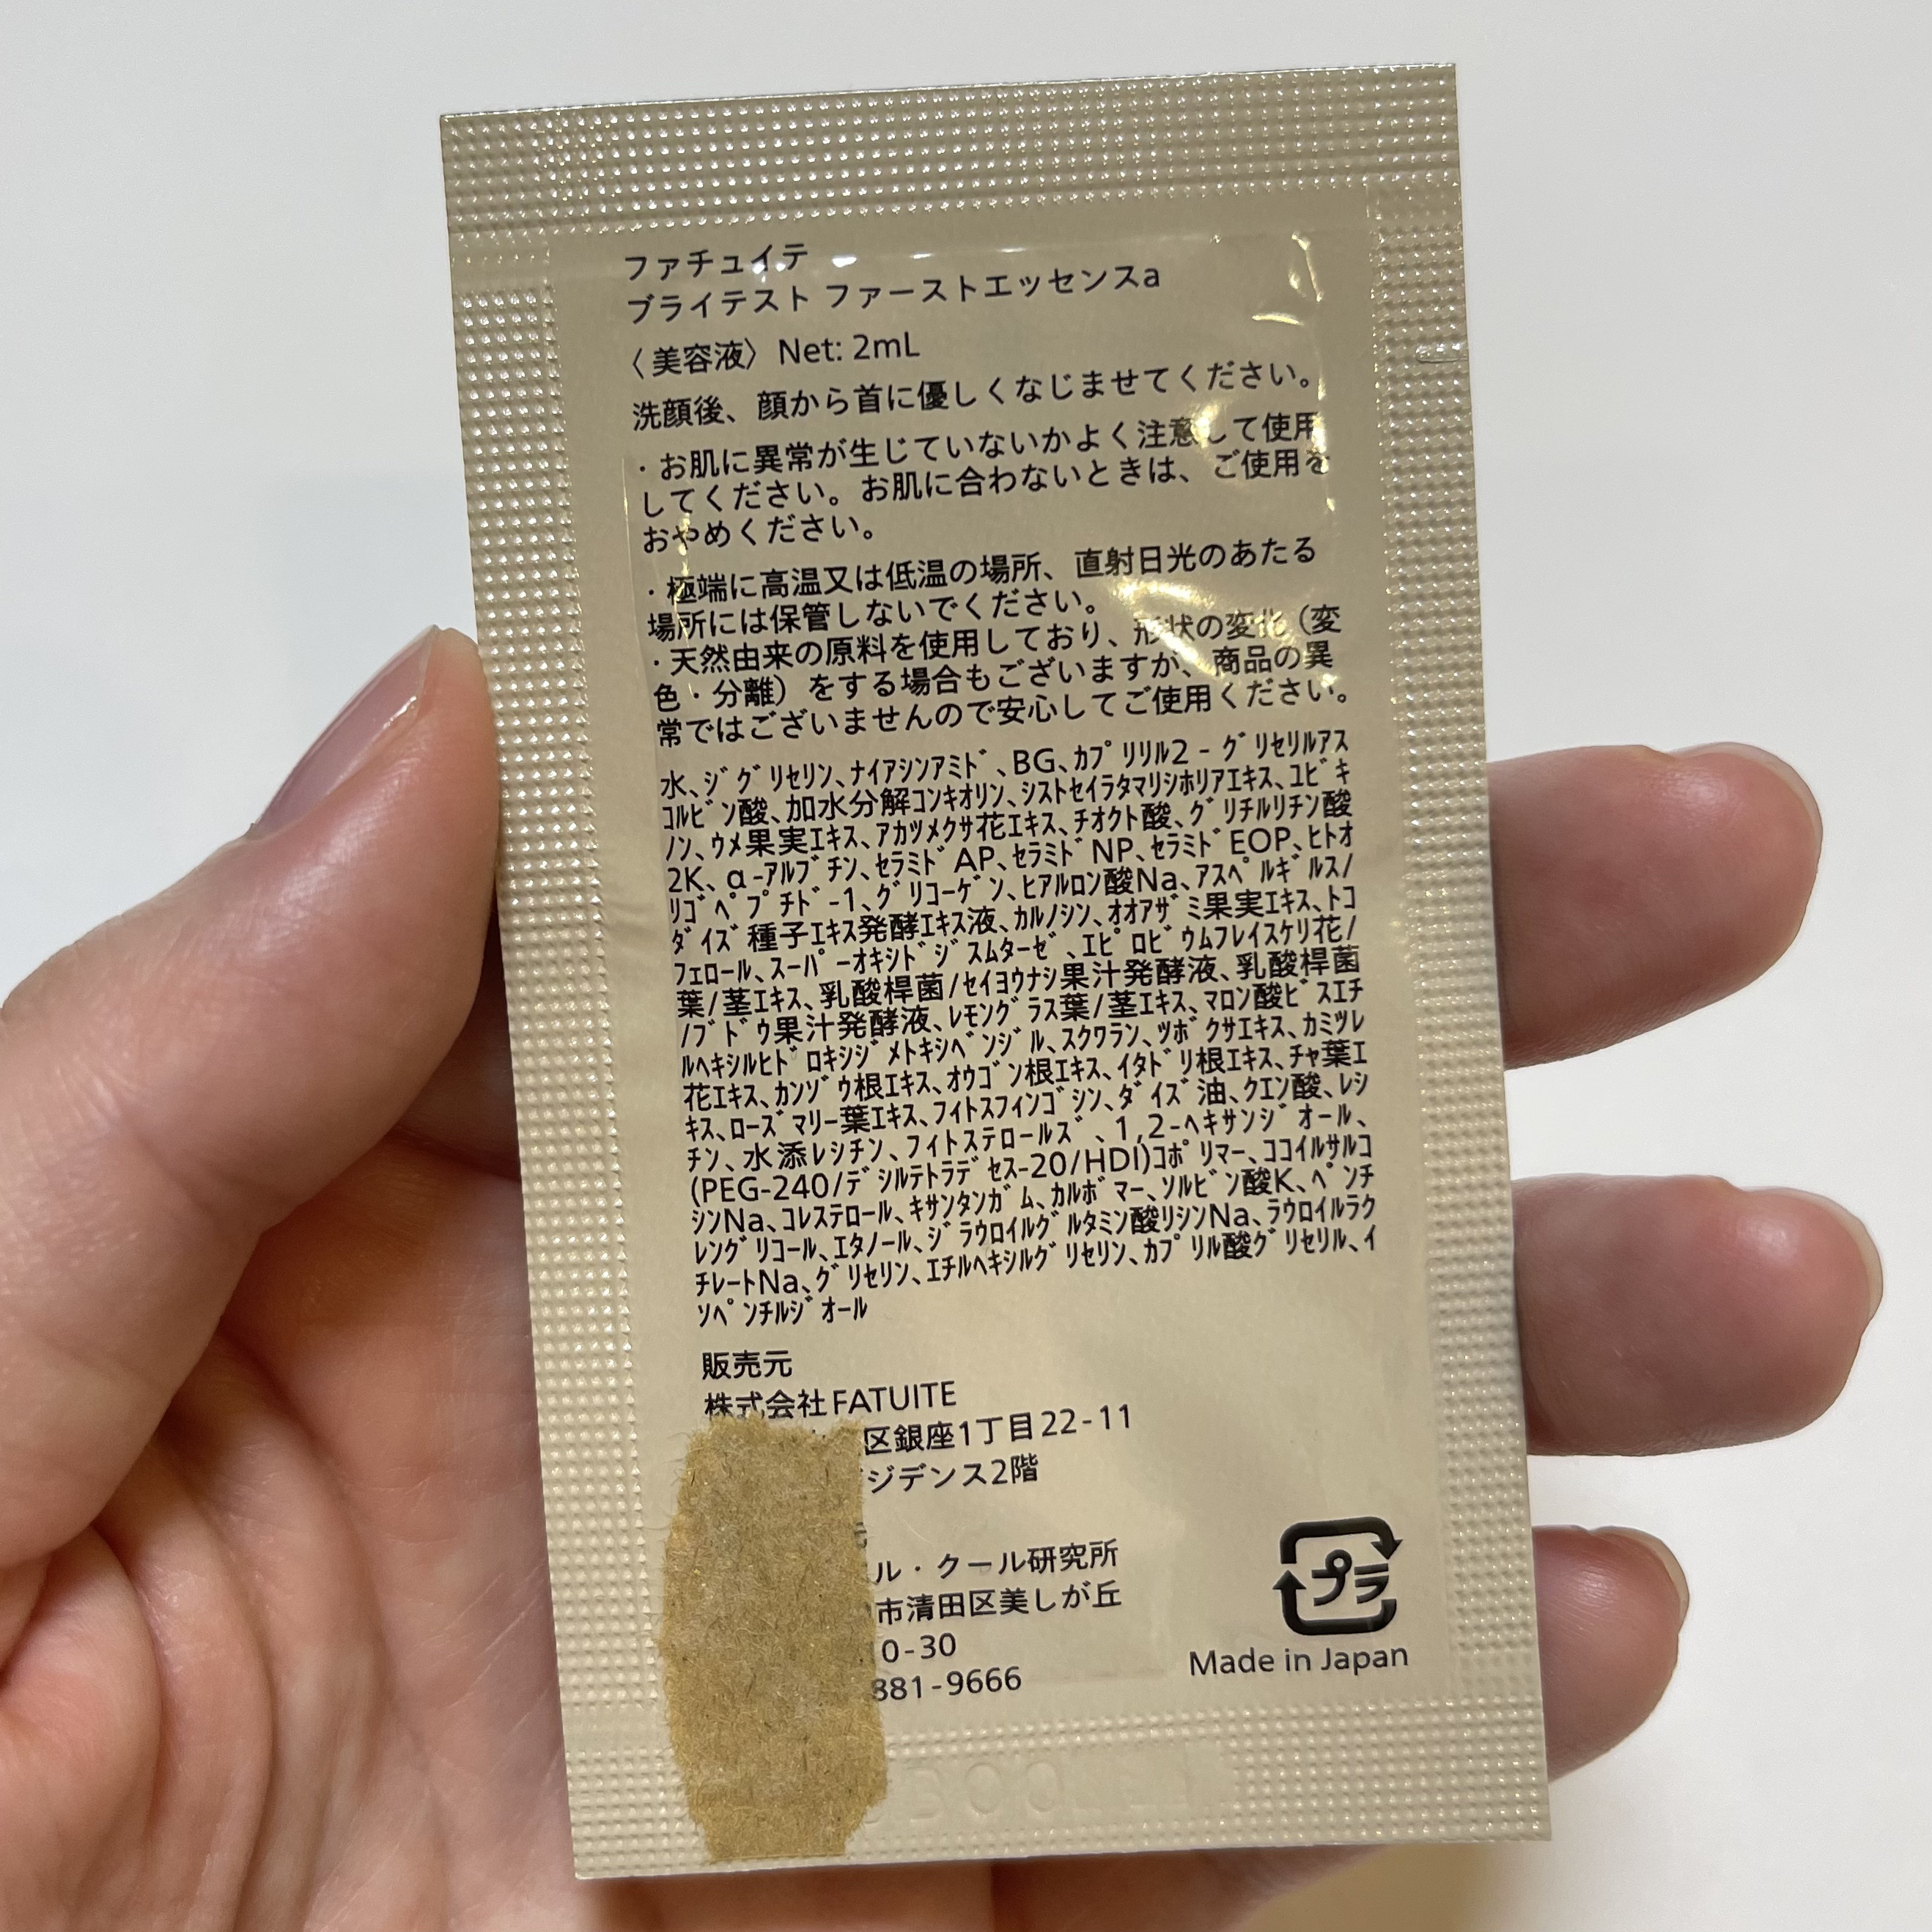 ファチュイテ
ブライテスト ファーストエッセンスa
〈美容液〉Net: 2mL
洗顔後、顔から首に優しくなじませてください。
・お肌に異常が生じていないかよく注意して使用
してください。お肌に合わないときは、ご使用を
おやめください。
・極端に高温又は低温の場所、直射日光のあたる
場所には保管しないでください。
・天然由来の原料を使用しており、形状の変化（変
色・分離）をする場合もございますが、商品の異
常ではございませんので安心してご使用ください。
水、ｼﾞｸﾞﾘｾﾘﾝ、ﾅｲｱｼﾝｱﾐﾄﾞ、BG、ｶﾌﾟﾘﾘﾙ2-ｸﾞﾘｾﾘﾙｱｽ
ｺﾙﾋﾞﾝ酸、加水分解ｺﾝｷｵﾘﾝ、ｼｽﾄｾｲﾗﾀﾏﾘｼﾎﾘｱｴｷｽ、ﾕﾋﾞｷ
ﾉﾝ、ｳﾒ果実ｴｷｽ、ｱｶﾂﾒｸｻ花ｴｷｽ、ﾁｵｸﾄ酸、ｸﾞﾘﾁﾙﾘﾁﾝ酸
2K、α-ｱﾙﾌﾞﾁﾝ、ｾﾗﾐﾄﾞAP、ｾﾗﾐﾄﾞNP、ｾﾗﾐﾄﾞEOP、ﾋﾄｵ
ﾘｺﾞﾍﾟﾌﾟﾁﾄﾞ-1、ｸﾞﾘｺｰｹﾞﾝ、ﾋｱﾙﾛﾝ酸Na、ｱｽﾍﾟﾙｷﾞﾙｽ/
ﾀﾞｲｽﾞ種子ｴｷｽ発酵ｴｷｽ液、ｶﾙﾉｼﾝ、ｵｵｱｻﾞﾐ果実ｴｷｽ、ﾄｺ
ﾌｪﾛｰﾙ、ｽｰﾊﾟｰｵｷｼﾄﾞｼﾞｽﾑﾀｰｾﾞ、ｴﾋﾟﾛﾋﾞｳﾑﾌﾚｲｽｹﾘ花/
葉/茎ｴｷｽ、乳酸桿菌/ｾｲﾖｳﾅｼ果汁発酵液、乳酸桿菌
/ﾌﾞﾄﾞｳ果汁発酵液、ﾚﾓﾝｸﾞﾗｽ葉/茎ｴｷｽ、ﾏﾛﾝ酸ﾋﾞｽｴﾁ
ﾙﾍｷｼﾙﾋﾄﾞﾛｷｼｼﾞﾒﾄｷｼﾍﾞﾝｼﾞﾙ、ｽｸﾜﾗﾝ、ﾂﾎﾞｸｻｴｷｽ、ｶﾐﾂﾚ
花ｴｷｽ、ｶﾝｿﾞｳ根ｴｷｽ、ｵｳｺﾞﾝ根ｴｷｽ、ｲﾀﾄﾞﾘ根ｴｷｽ、ﾁｬ葉ｴ
ｷｽ、ﾛｰｽﾞﾏﾘｰ葉ｴｷｽ、ﾌｨﾄｽﾌｨﾝｺﾞｼﾝ、ﾀﾞｲｽﾞ油、ｸｴﾝ酸、ﾚｼ
ﾁﾝ、水添ﾚｼﾁﾝ、ﾌｨﾄｽﾃﾛｰﾙｽﾞ、1,2-ﾍｷｻﾝｼﾞｵｰﾙ、
(PEG-240/ﾃﾞｼﾙﾃﾄﾗﾃﾞｾｽ-20/HDI)ｺﾎﾟﾘﾏｰ、ｺｺｲﾙｻﾙｺ
ｼﾝNa、ｺﾚｽﾃﾛｰﾙ、ｷｻﾝﾀﾝｶﾞﾑ、ｶﾙﾎﾞﾏｰ、ｿﾙﾋﾞﾝ酸K、ﾍﾟﾝﾁ
ﾚﾝｸﾞﾘｺｰﾙ、ｴﾀﾉｰﾙ、ｼﾞﾗｳﾛｲﾙｸﾞﾙﾀﾐﾝ酸ﾘｼﾝNa、ﾗｳﾛｲﾙﾗｸ
ﾁﾚｰﾄNa、ｸﾞﾘｾﾘﾝ、ｴﾁﾙﾍｷｼﾙｸﾞﾘｾﾘﾝ、ｶﾌﾟﾘﾙ酸ｸﾞﾘｾﾘﾙ、ｲ
ｿﾍﾟﾝﾁﾙｼﾞｵｰﾙ
販売元
株式会社FATUITE
区銀座1丁目22-11
ジデンス2階
元
ル・クール研究所
市清田区美しが丘
0-30
881-9666
プラ
Made in Japan